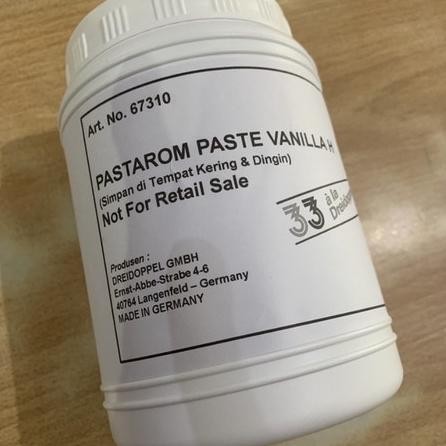 Art. No. 67310
PASTAROM PASTE VANILLA H
(Simpan di Tempat Kering & Dingin)
Not For Retail Sale
33 à la
Produsen :
DREIDOPPEL GMBH
Ernst-Abbe-Strabe 4-6
40764 Langenfeld – Germany
MADE IN GERMANY